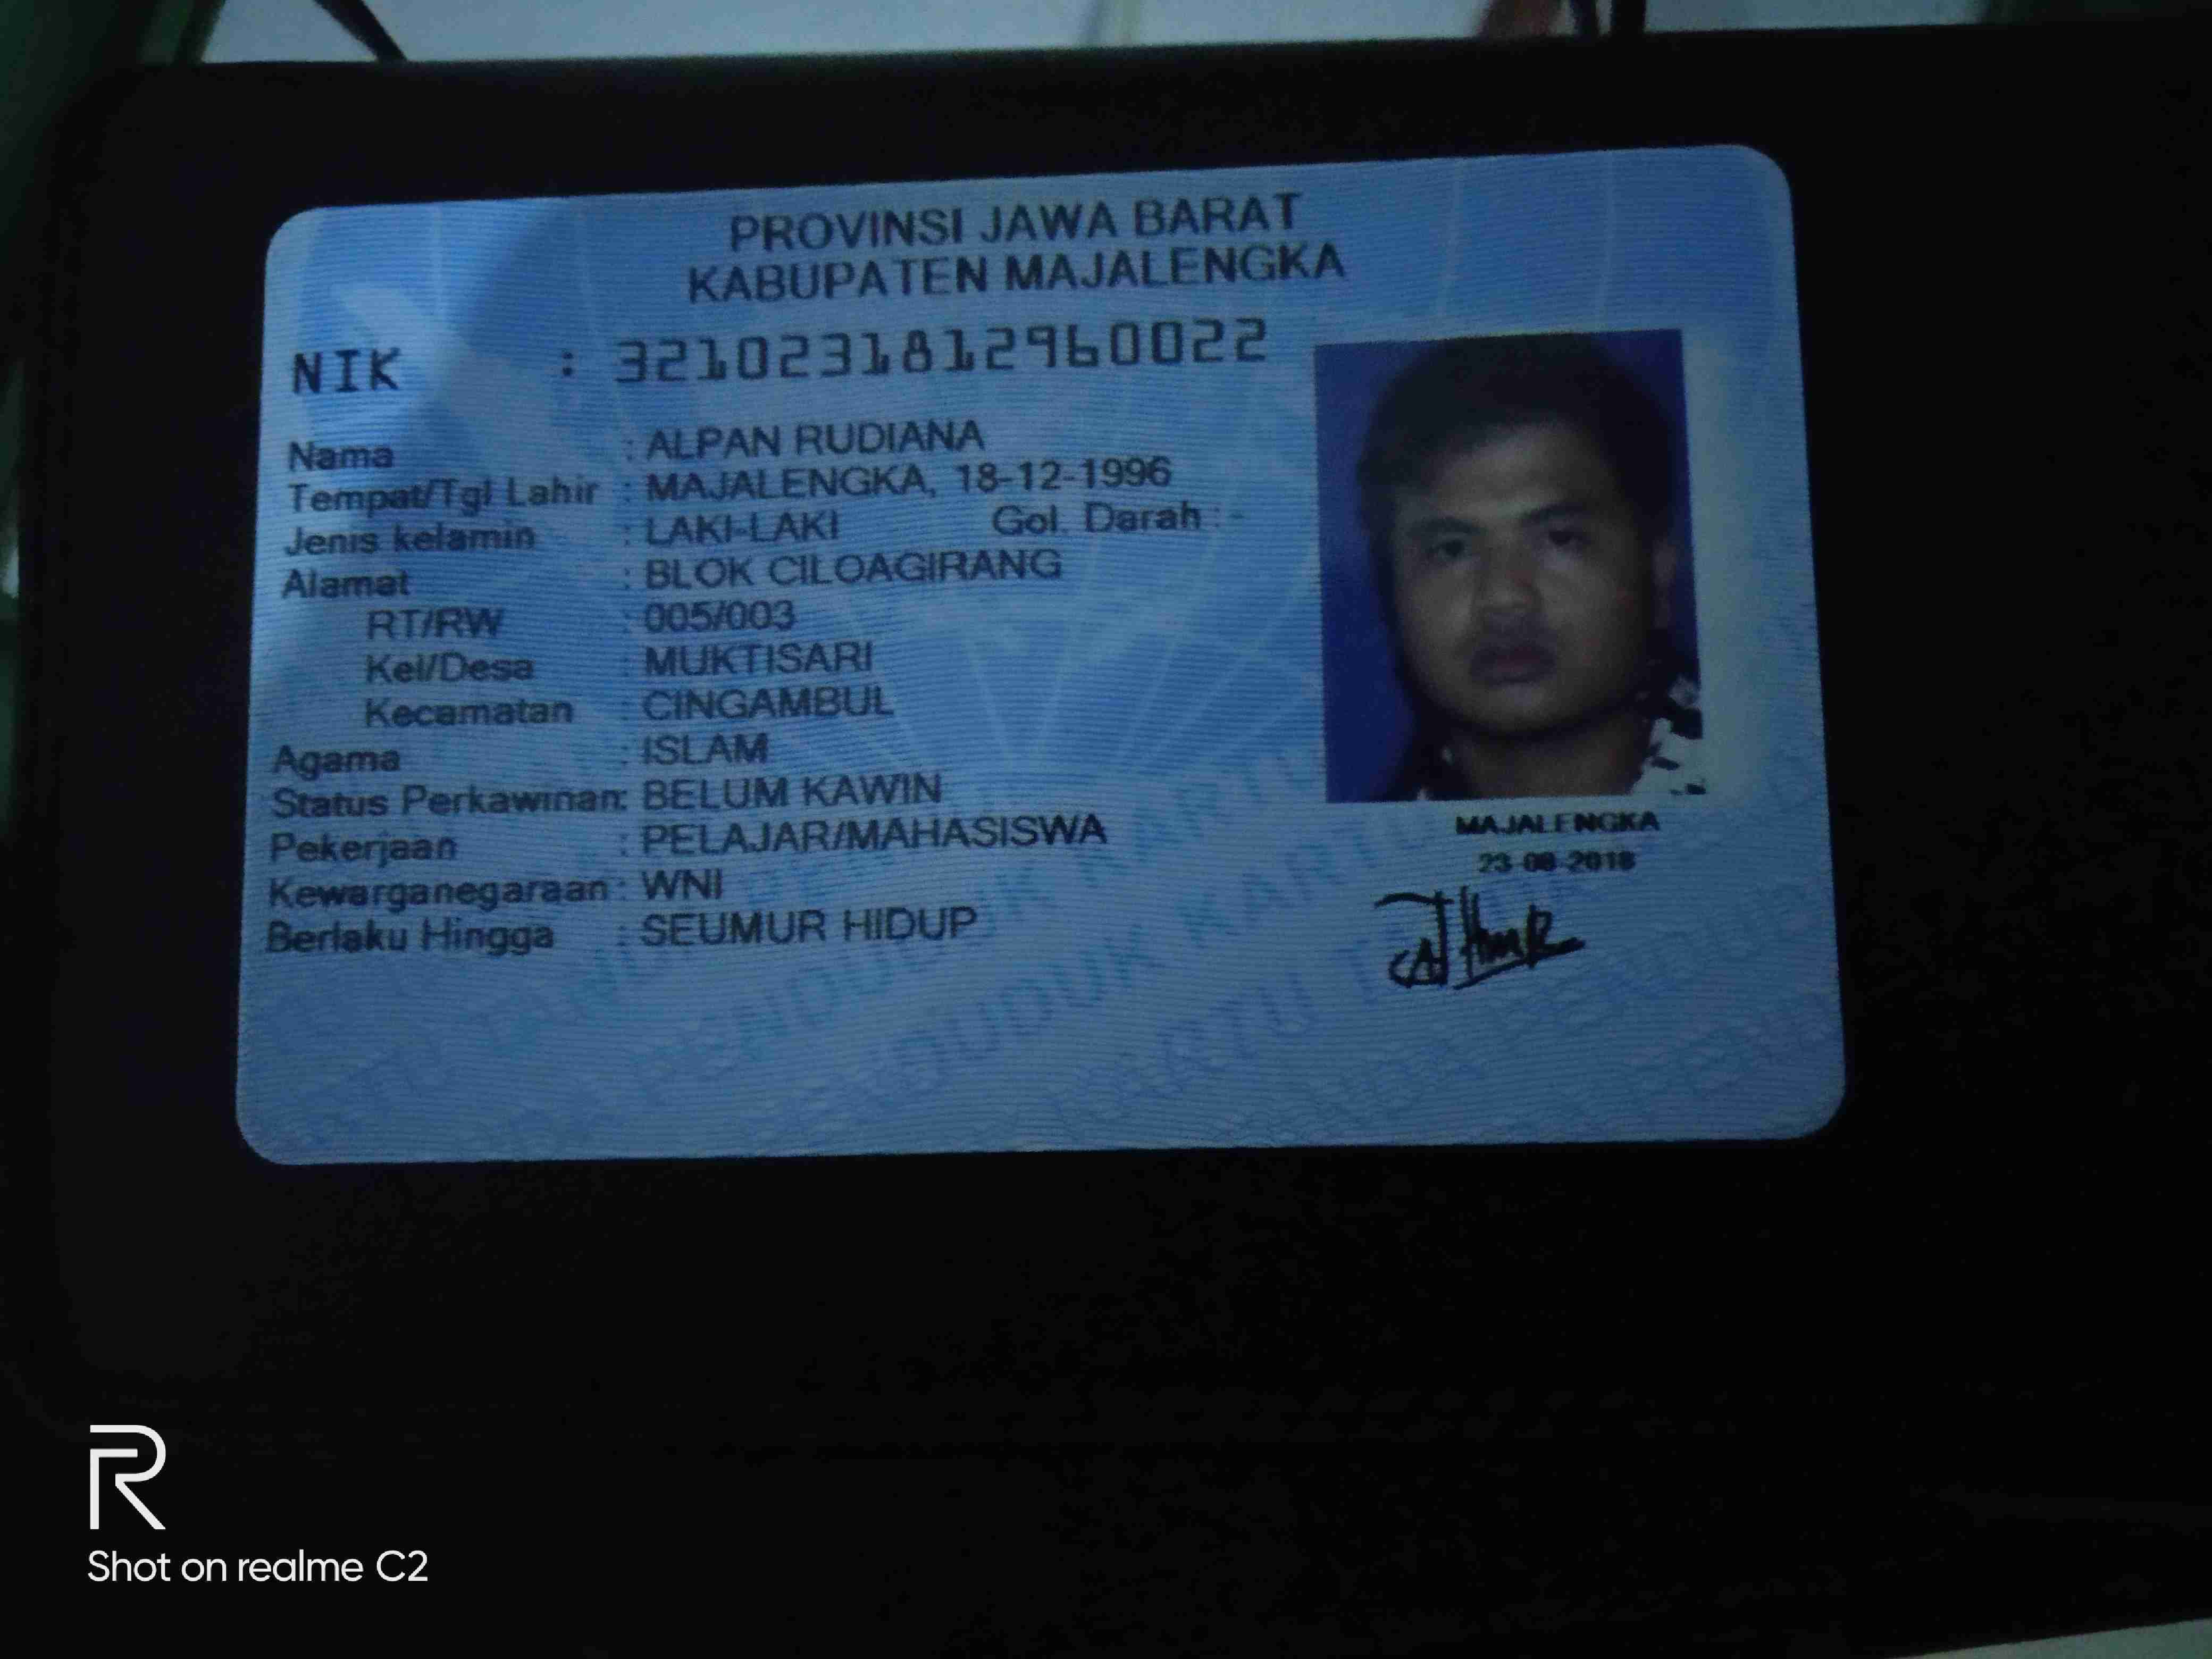 PROVINSI JAWA BARAT
KABUPATEN MAJALENGKA
NIK : 3210231812960022
Nama : ALPAN RUDIANA
Tempat/Tgl Lahir : MAJALENGKA, 18-12-1996
Jenis kelamin : LAKI-LAKI Gol. Darah : -
Alamat : BLOK CILOAGIRANG
RT/RW : 005/003
Kel/Desa : MUKTISARI
Kecamatan : CINGAMBUL
Agama : ISLAM
Status Perkawinan: BELUM KAWIN
Pekerjaan : PELAJAR/MAHASISWA
Kewarganegaraan : WNI
Berlaku Hingga : SEUMUR HIDUP
MAJALENGKA
23-08-2018
Shot on realme C2